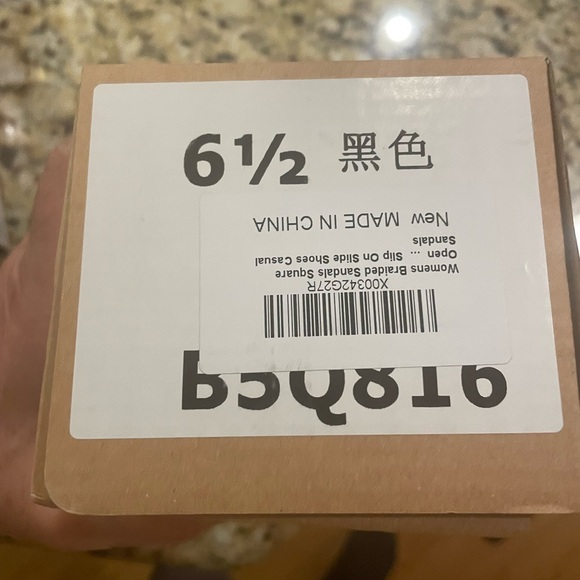 6½ 黑色
X00342G27R
Womens Braided Sandals Square
Open ... Slip On Slide Shoes Casual
Sandals
New MADE IN CHINA